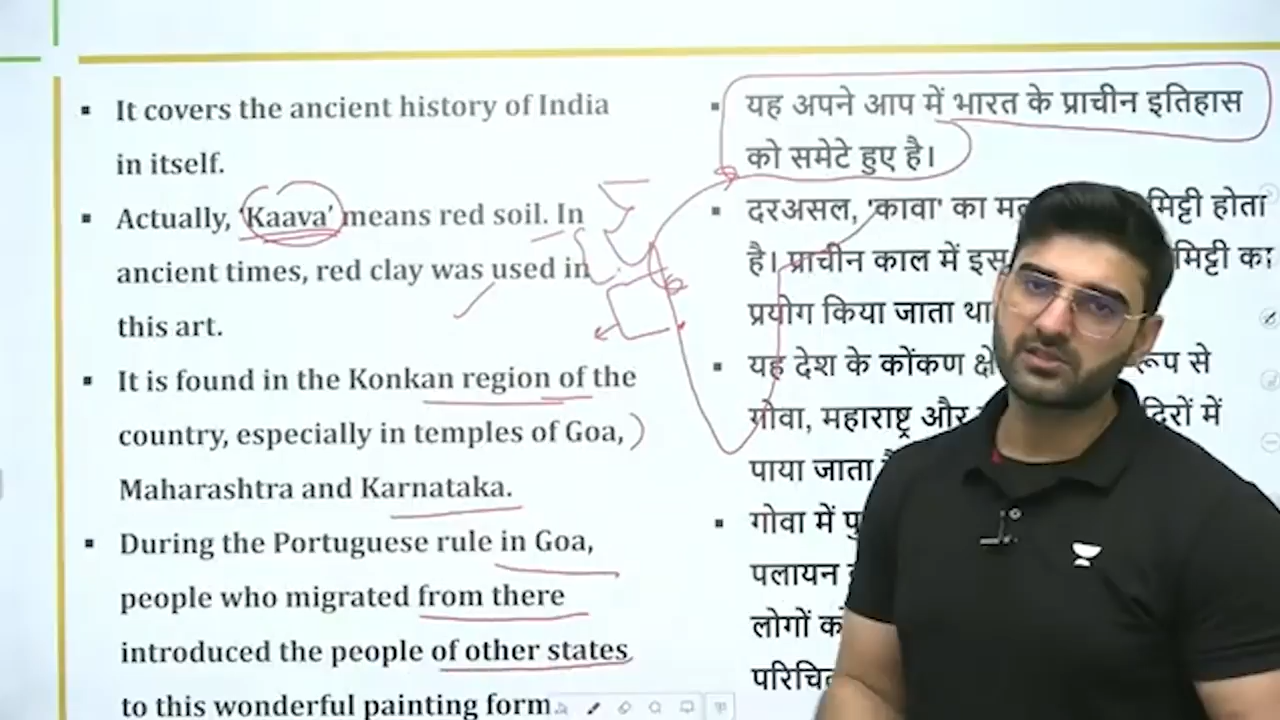 It covers the ancient history of India
in itself.
Actually, 'Kaava' means red soil. In
ancient times, red clay was used in
this art.
It is found in the Konkan region of the
country, especially in temples of Goa,
Maharashtra and Karnataka.
During the Portuguese rule in Goa,
people who migrated from there
introduced the people of other states
to this wonderful painting form.
यह अपने आप में भारत के प्राचीन इतिहास
को समेटे हुए है।
दरअसल, 'कावा' का मिट्टी होता
है। प्राचीन काल में मिट्टी का
प्रयोग किया जाता
यह देश के कोंकण रूप से
गोवा, महाराष्ट्र और में
पाया जाता
गोवा में
पलायन
लोगों